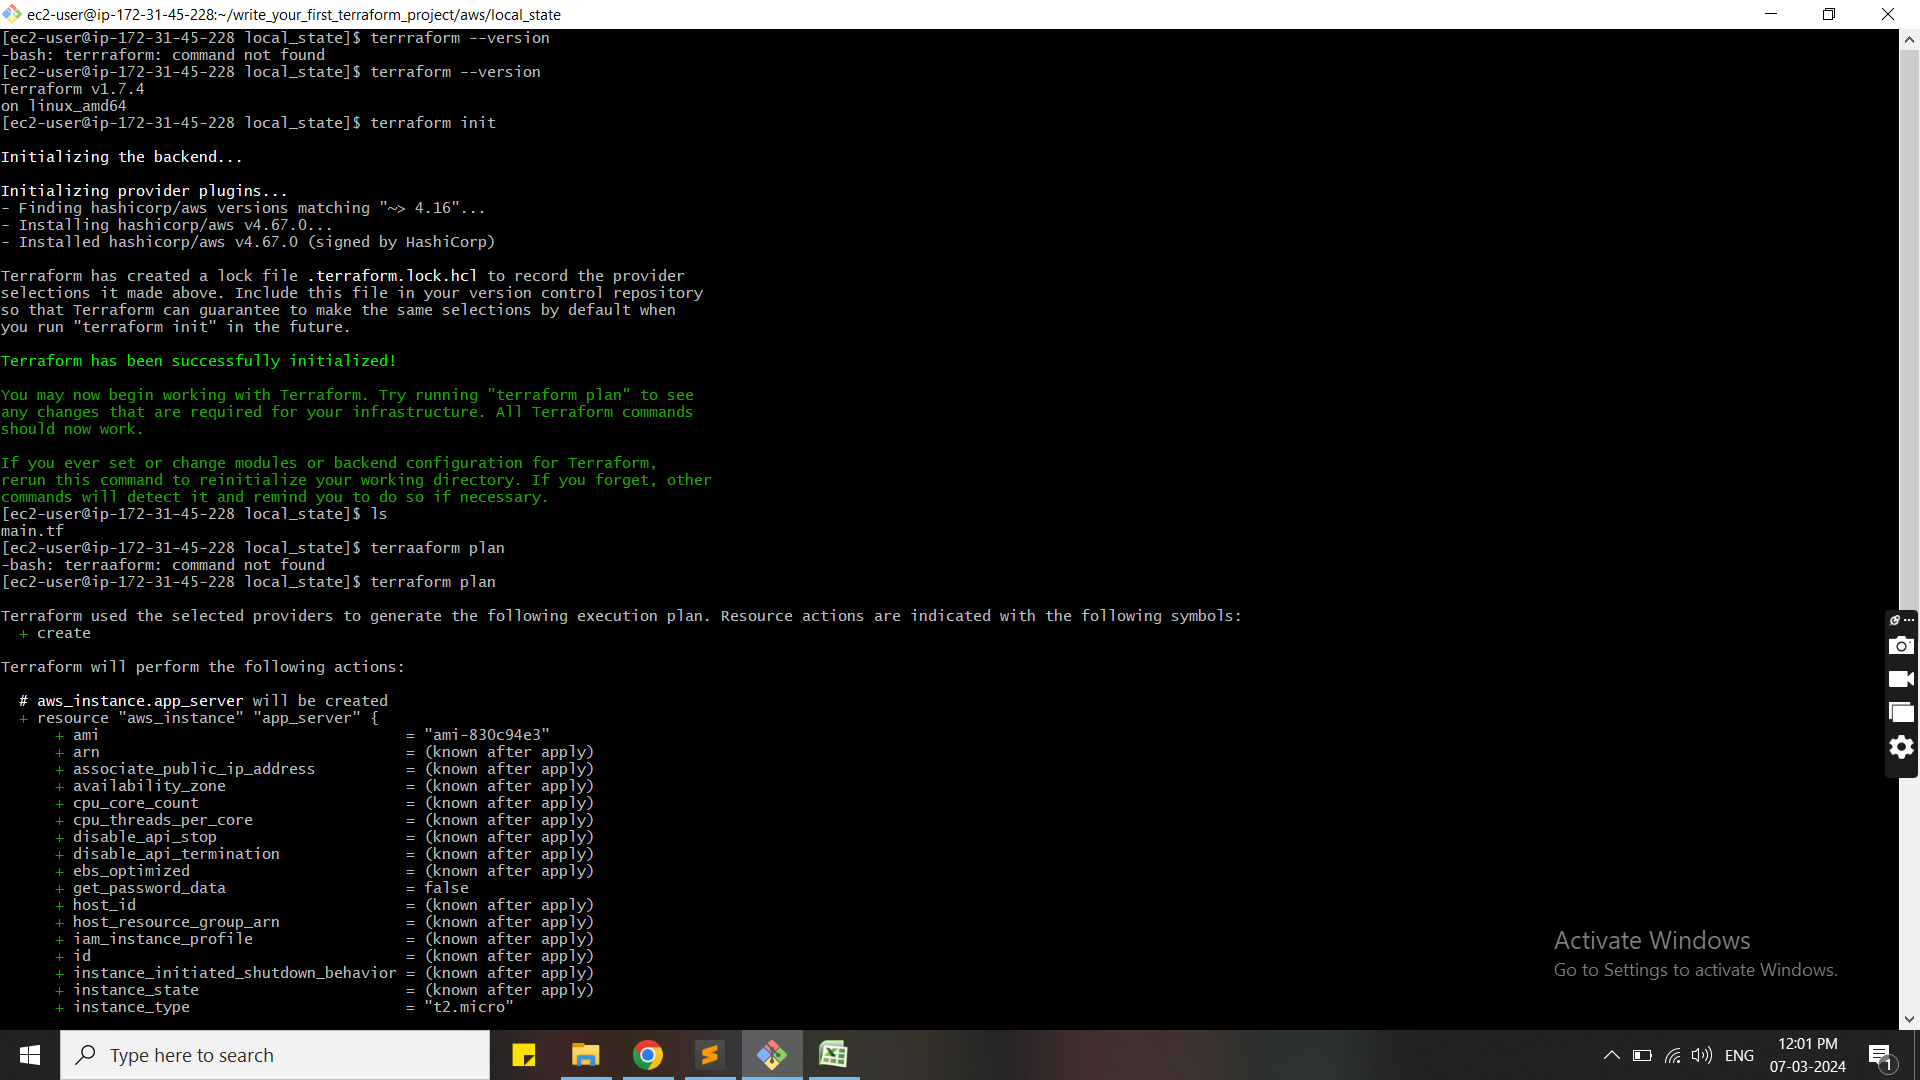 ec2-user@ip-172-31-45-228:~/write_your_first_terraform_project/aws/local_state
[ec2-user@ip-172-31-45-228 local_state]$ terrraform --version
-bash: terrraform: command not found
[ec2-user@ip-172-31-45-228 local_state]$ terraform --version
Terraform v1.7.4
on linux_amd64
[ec2-user@ip-172-31-45-228 local_state]$ terraform init
Initializing the backend...
Initializing provider plugins...
- Finding hashicorp/aws versions matching "~> 4.16"...
- Installing hashicorp/aws v4.67.0...
- Installed hashicorp/aws v4.67.0 (signed by HashiCorp)
Terraform has created a lock file .terraform.lock.hcl to record the provider
selections it made above. Include this file in your version control repository
so that Terraform can guarantee to make the same selections by default when
you run "terraform init" in the future.
Terraform has been successfully initialized!
You may now begin working with Terraform. Try running "terraform plan" to see
any changes that are required for your infrastructure. All Terraform commands
should now work.
If you ever set or change modules or backend configuration for Terraform,
rerun this command to reinitialize your working directory. If you forget, other
commands will detect it and remind you to do so if necessary.
[ec2-user@ip-172-31-45-228 local_state]$ ls
main.tf
[ec2-user@ip-172-31-45-228 local_state]$ terraaform plan
-bash: terraaform: command not found
[ec2-user@ip-172-31-45-228 local_state]$ terraform plan
Terraform used the selected providers to generate the following execution plan. Resource actions are indicated with the following symbols:
+ create
Terraform will perform the following actions:
# aws_instance.app_server will be created
+ resource "aws_instance" "app_server" {
+ ami = "ami-830c94e3"
+ arn = (known after apply)
+ associate_public_ip_address = (known after apply)
+ availability_zone = (known after apply)
+ cpu_core_count = (known after apply)
+ cpu_threads_per_core = (known after apply)
+ disable_api_stop = (known after apply)
+ disable_api_termination = (known after apply)
+ ebs_optimized = (known after apply)
+ get_password_data = false
+ host_id = (known after apply)
+ host_resource_group_arn = (known after apply)
+ iam_instance_profile = (known after apply)
+ id = (known after apply)
+ instance_initiated_shutdown_behavior = (known after apply)
+ instance_state = (known after apply)
+ instance_type = "t2.micro"
Activate Windows
Go to Settings to activate Windows.
Type here to search
ENG
12:01 PM
07-03-2024
1